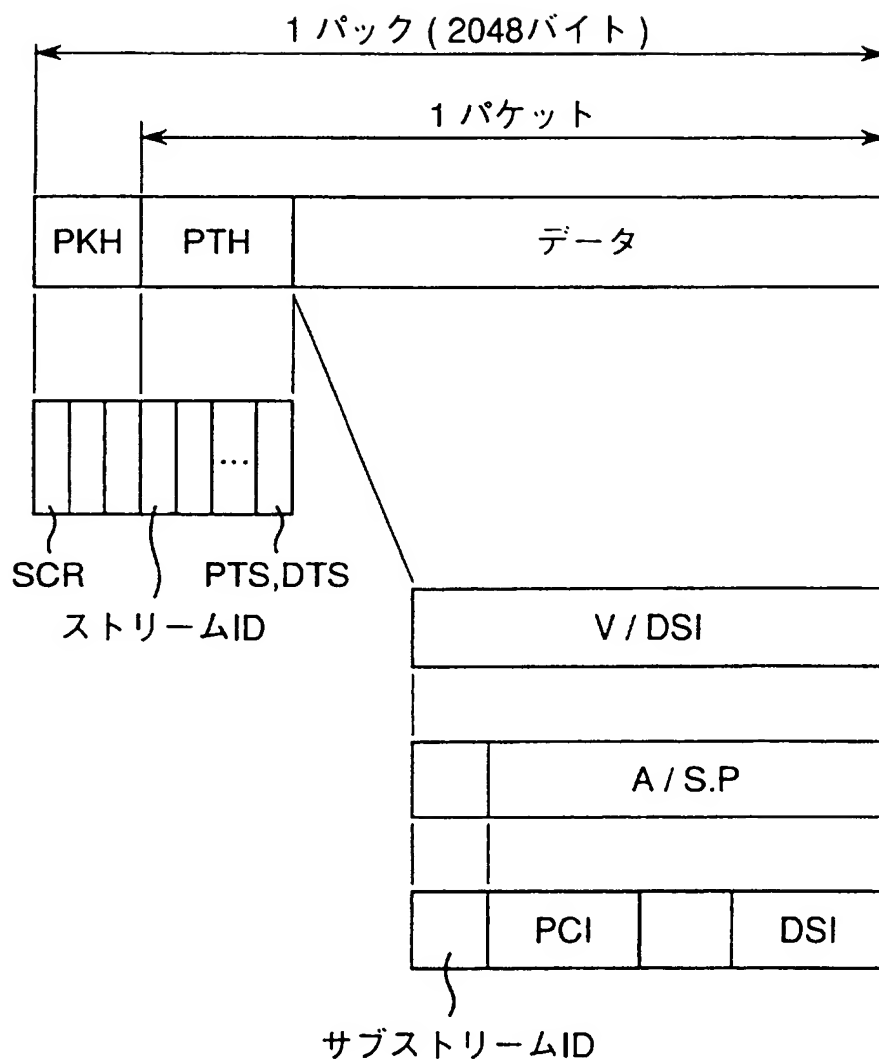 1 パック ( 2048バイト )
1 パケット
PKH PTH データ
...
SCR PTS,DTS
ストリームID
V / DSI
A / S.P
PCI DSI
サブストリームID